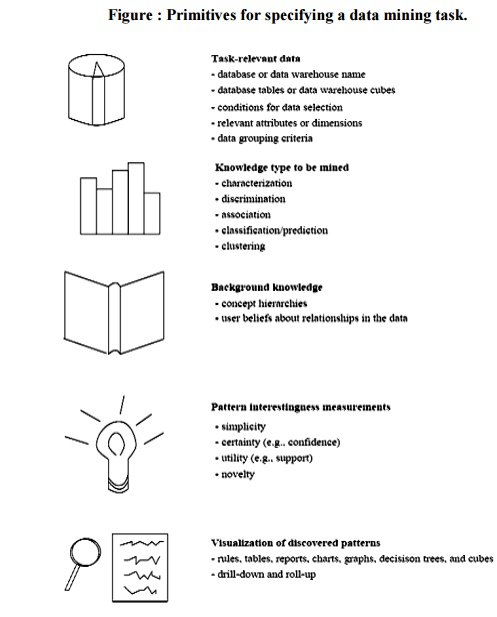 Figure : Primitives for specifying a data mining task.
Task-relevant data
- database or data warehouse name
- database tables or data warehouse cubes
- conditions for data selection
- relevant attributes or dimensions
- data grouping criteria
Knowledge type to be mined
- characterization
- discrimination
- association
- classification/prediction
- clustering
Background knowledge
- concept hierarchies
- user beliefs about relationships in the data
Pattern interestingness measurements
- simplicity
- certainty (e.g., confidence)
- utility (e.g., support)
- novelty
Visualization of discovered patterns
- rules, tables, reports, charts, graphs, decisison trees, and cubes
- drill-down and roll-up